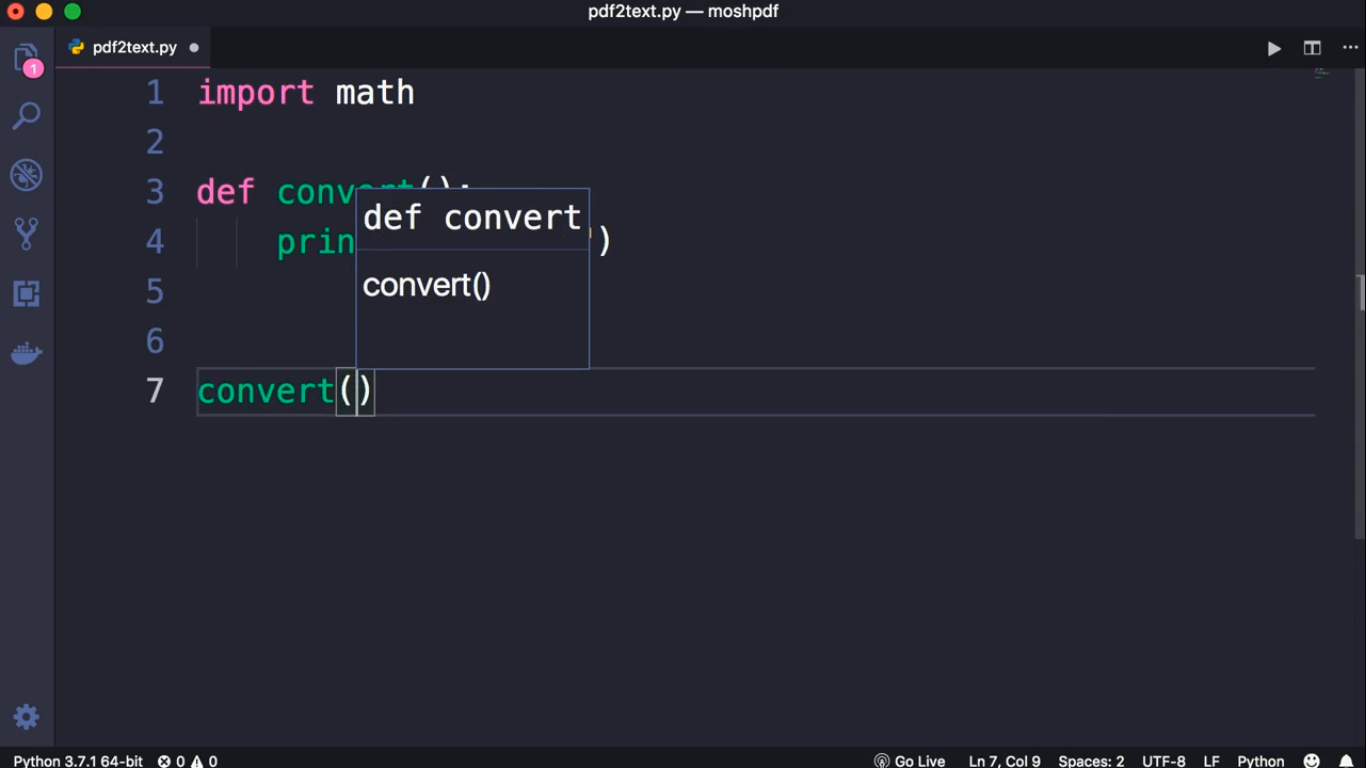 pdf2text.py — moshpdf
pdf2text.py
1
1 import math
2
3 def
4
5
6
7 convert()
def convert
convert()
Python 3.7.1 64-bit 0 0
Go Live Ln 7, Col 9 Spaces: 2 UTF-8 LF Python